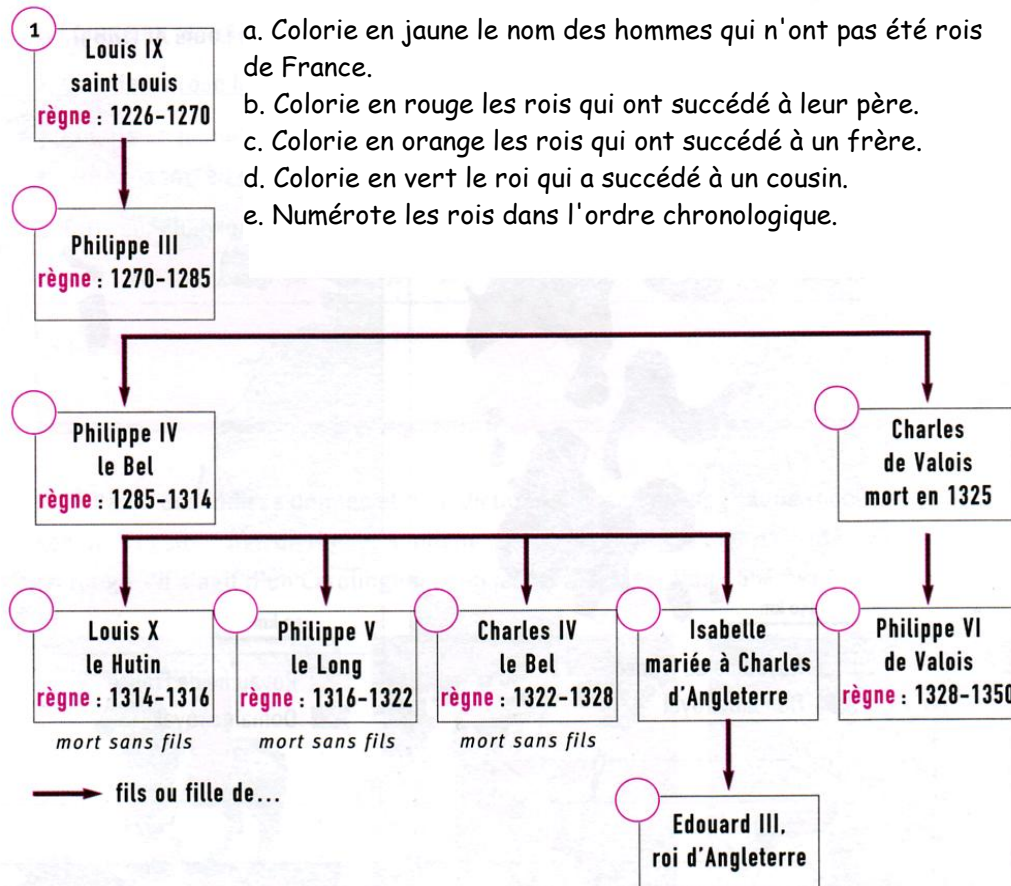 1
Louis IX
saint Louis
règne : 1226-1270
a. Colorie en jaune le nom des hommes qui n'ont pas été rois
de France.
b. Colorie en rouge les rois qui ont succédé à leur père.
c. Colorie en orange les rois qui ont succédé à un frère.
d. Colorie en vert le roi qui a succédé à un cousin.
e. Numérote les rois dans l'ordre chronologique.
Philippe III
règne : 1270-1285
Philippe IV
le Bel
règne : 1285-1314
Charles
de Valois
mort en 1325
Louis X
le Hutin
règne : 1314-1316
mort sans fils
Philippe V
le Long
règne : 1316-1322
mort sans fils
Charles IV
le Bel
règne : 1322-1328
mort sans fils
Isabelle
mariée à Charles
d'Angleterre
Philippe VI
de Valois
règne : 1328-1350
fils ou fille de...
Edouard III,
roi d'Angleterre